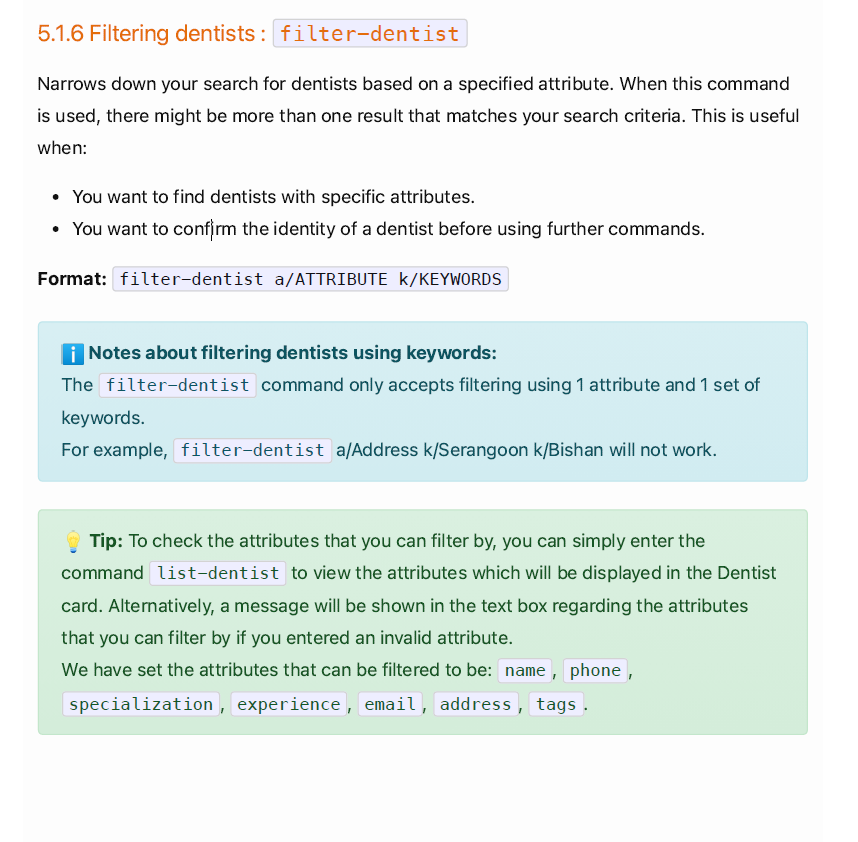 5.1.6 Filtering dentists : filter-dentist
Narrows down your search for dentists based on a specified attribute. When this command
is used, there might be more than one result that matches your search criteria. This is useful
when:
• You want to find dentists with specific attributes.
• You want to confirm the identity of a dentist before using further commands.
Format: filter-dentist a/ATTRIBUTE k/KEYWORDS
ℹ️ Notes about filtering dentists using keywords:
The filter-dentist command only accepts filtering using 1 attribute and 1 set of
keywords.
For example, filter-dentist a/Address k/Serangoon k/Bishan will not work.
💡 Tip: To check the attributes that you can filter by, you can simply enter the
command list-dentist to view the attributes which will be displayed in the Dentist
card. Alternatively, a message will be shown in the text box regarding the attributes
that you can filter by if you entered an invalid attribute.
We have set the attributes that can be filtered to be: name, phone,
specialization, experience, email, address, tags.